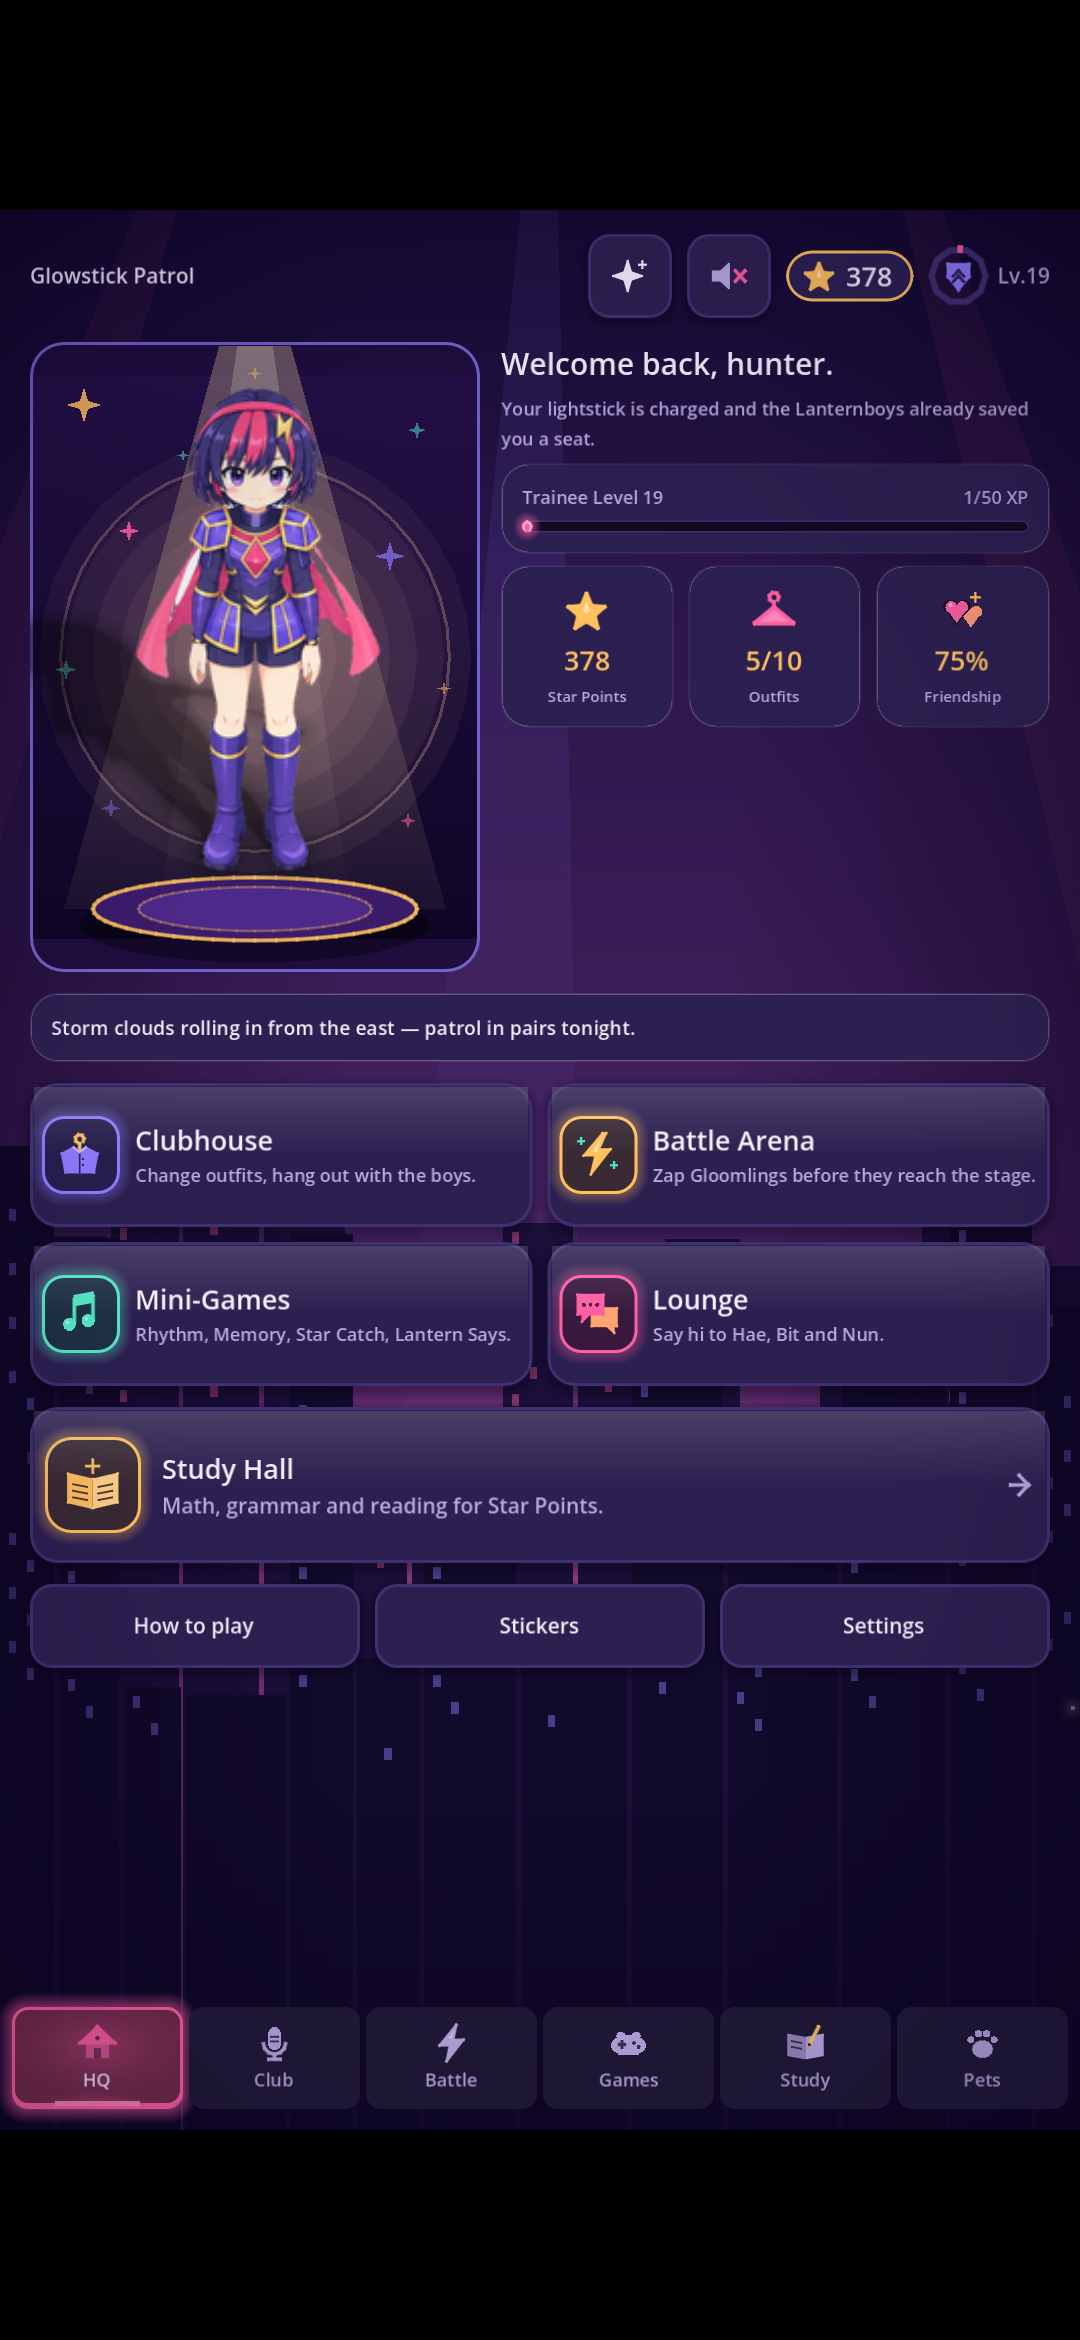 Glowstick Patrol
378
Lv.19
Welcome back, hunter.
Your lightstick is charged and the Lanternboys already saved
you a seat.
Trainee Level 19
1/50 XP
378
Star Points
5/10
Outfits
75%
Friendship
Storm clouds rolling in from the east — patrol in pairs tonight.
Clubhouse
Change outfits, hang out with the boys.
Battle Arena
Zap Gloomlings before they reach the stage.
Mini-Games
Rhythm, Memory, Star Catch, Lantern Says.
Lounge
Say hi to Hae, Bit and Nun.
Study Hall
Math, grammar and reading for Star Points.
How to play
Stickers
Settings
HQ
Club
Battle
Games
Study
Pets